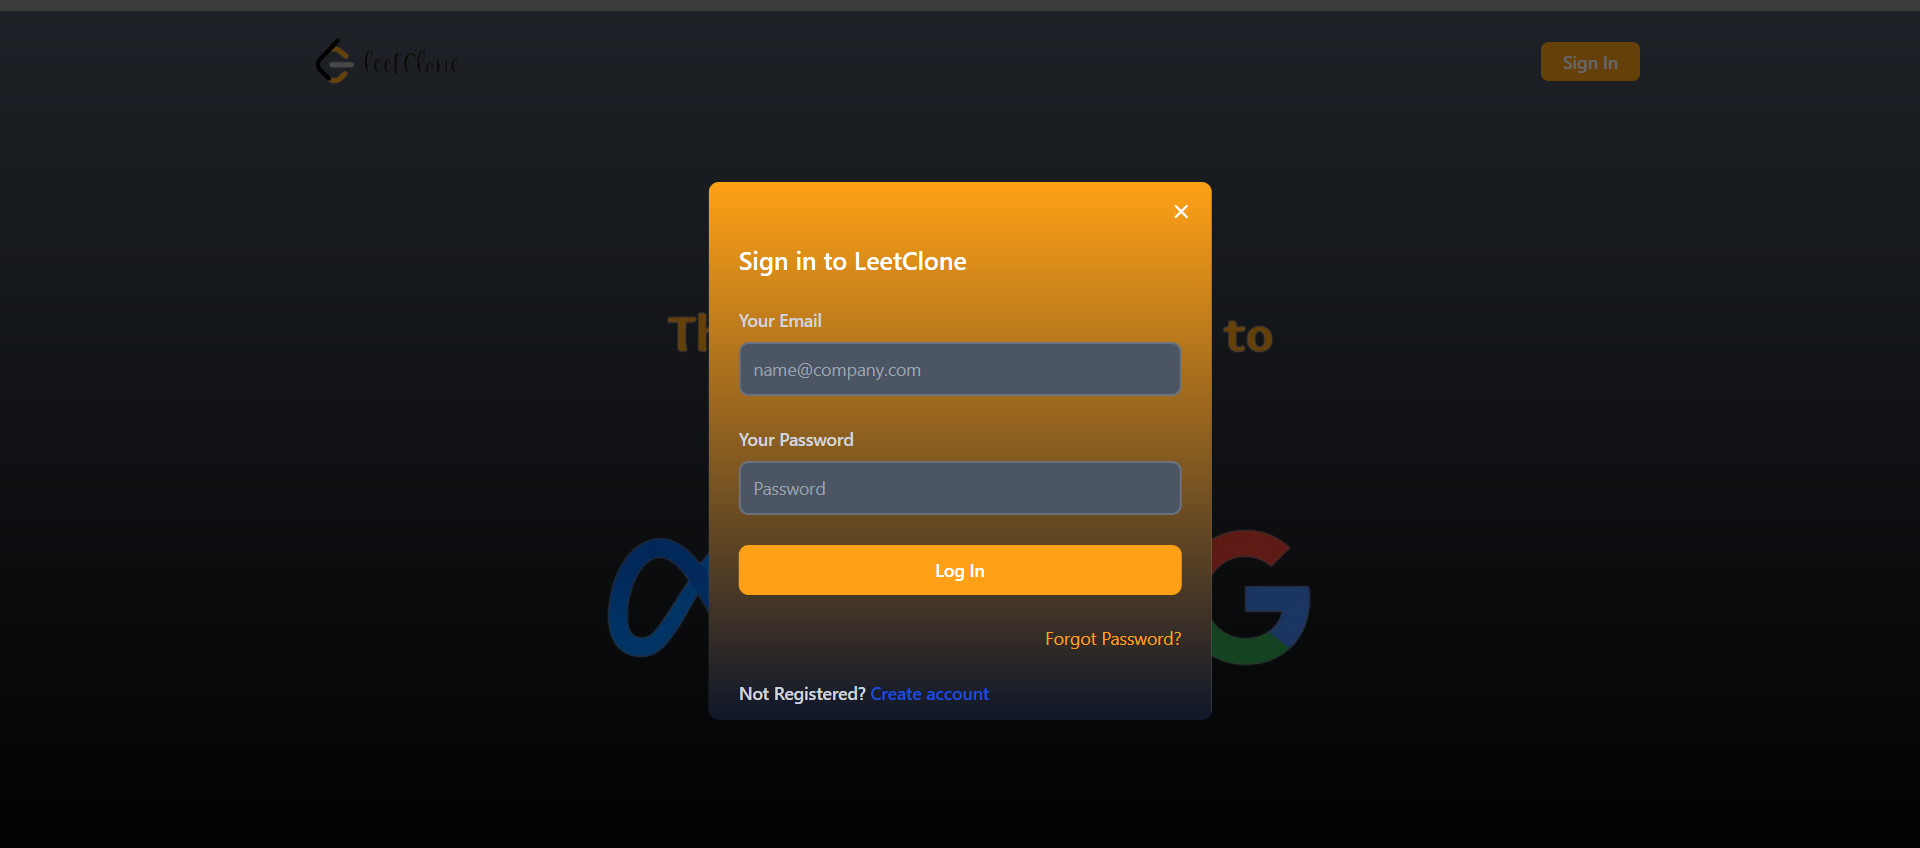 leetClone
Sign In
Sign in to LeetClone
Your Email
to
name@company.com
Your Password
Password
Log In
Forgot Password?
Not Registered? Create account